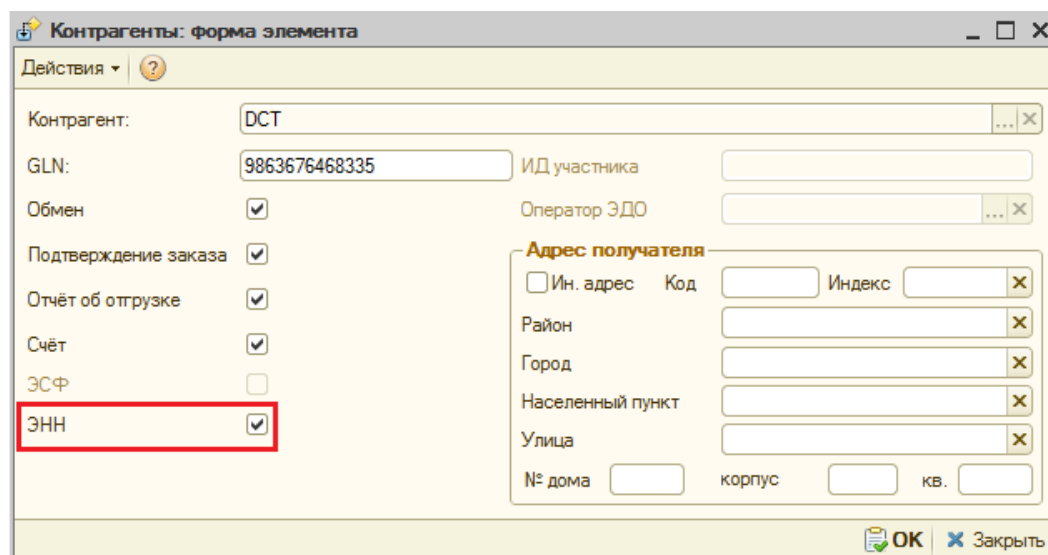 Контрагенты: форма элемента
Действия
Контрагент: DCT ...
GLN: 9863676468335 ИД участника
Обмен Оператор ЭДО ...
Адрес получателя
Подтверждение заказа
Ин. адрес Код Индекс
Отчёт об отгрузке
Район
Счёт
Город
ЭСФ
Населенный пункт
ЭНН
Улица
№ дома корпус кв.
OK Закрыть